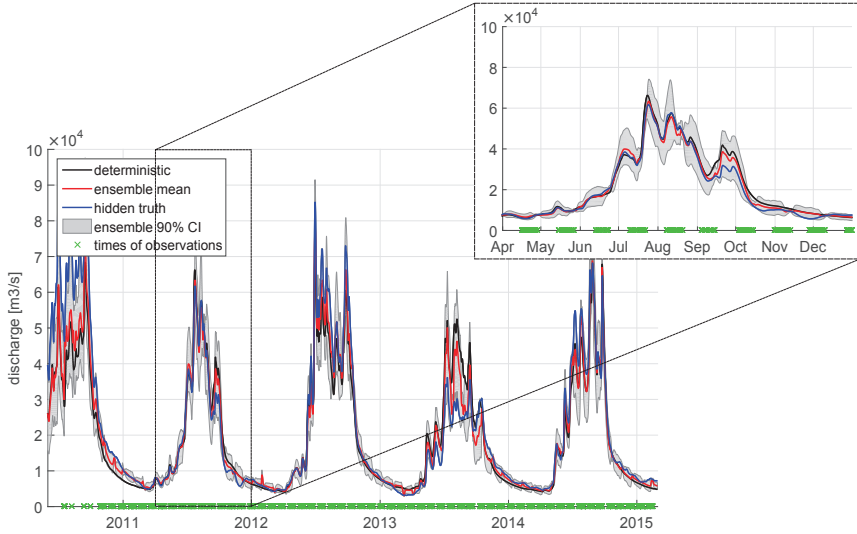 ×10⁴
10
8
6
4
2
0
Apr May Jun Jul Aug Sep Oct Nov Dec
×10⁴
10
9
8
7
6
5
4
3
2
1
0
discharge [m3/s]
deterministic
ensemble mean
hidden truth
ensemble 90% CI
times of observations
2011 2012 2013 2014 2015